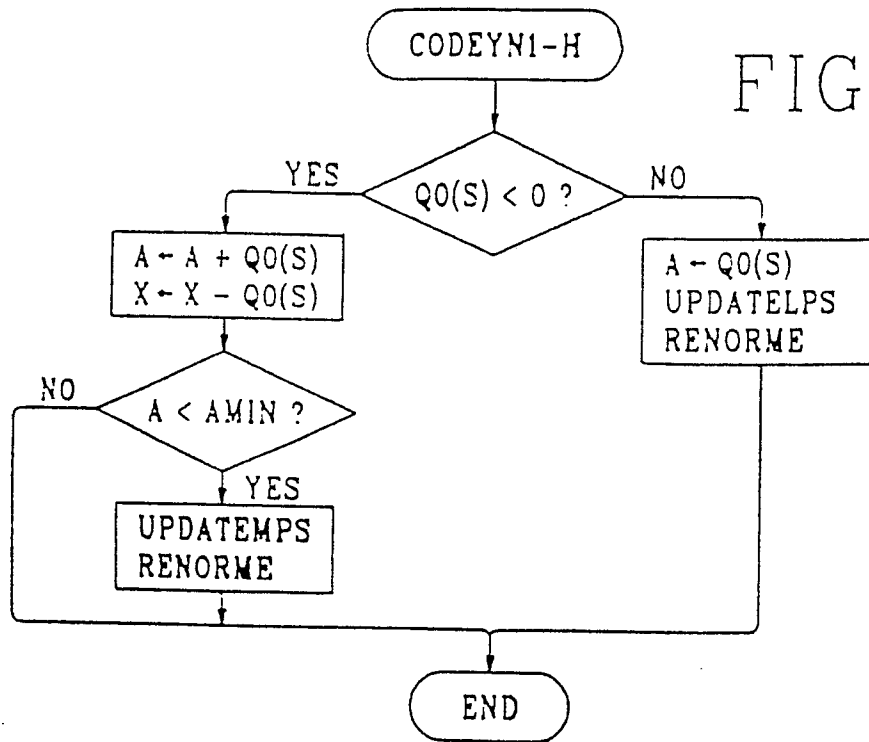 CODEYN1-H
FIG
QO(S) < 0 ?
YES
NO
A ← A + QO(S)
X ← X - QO(S)
A ← QO(S)
UPDATELPS
RENORME
A < AMIN ?
NO
YES
UPDATEMPS
RENORME
END